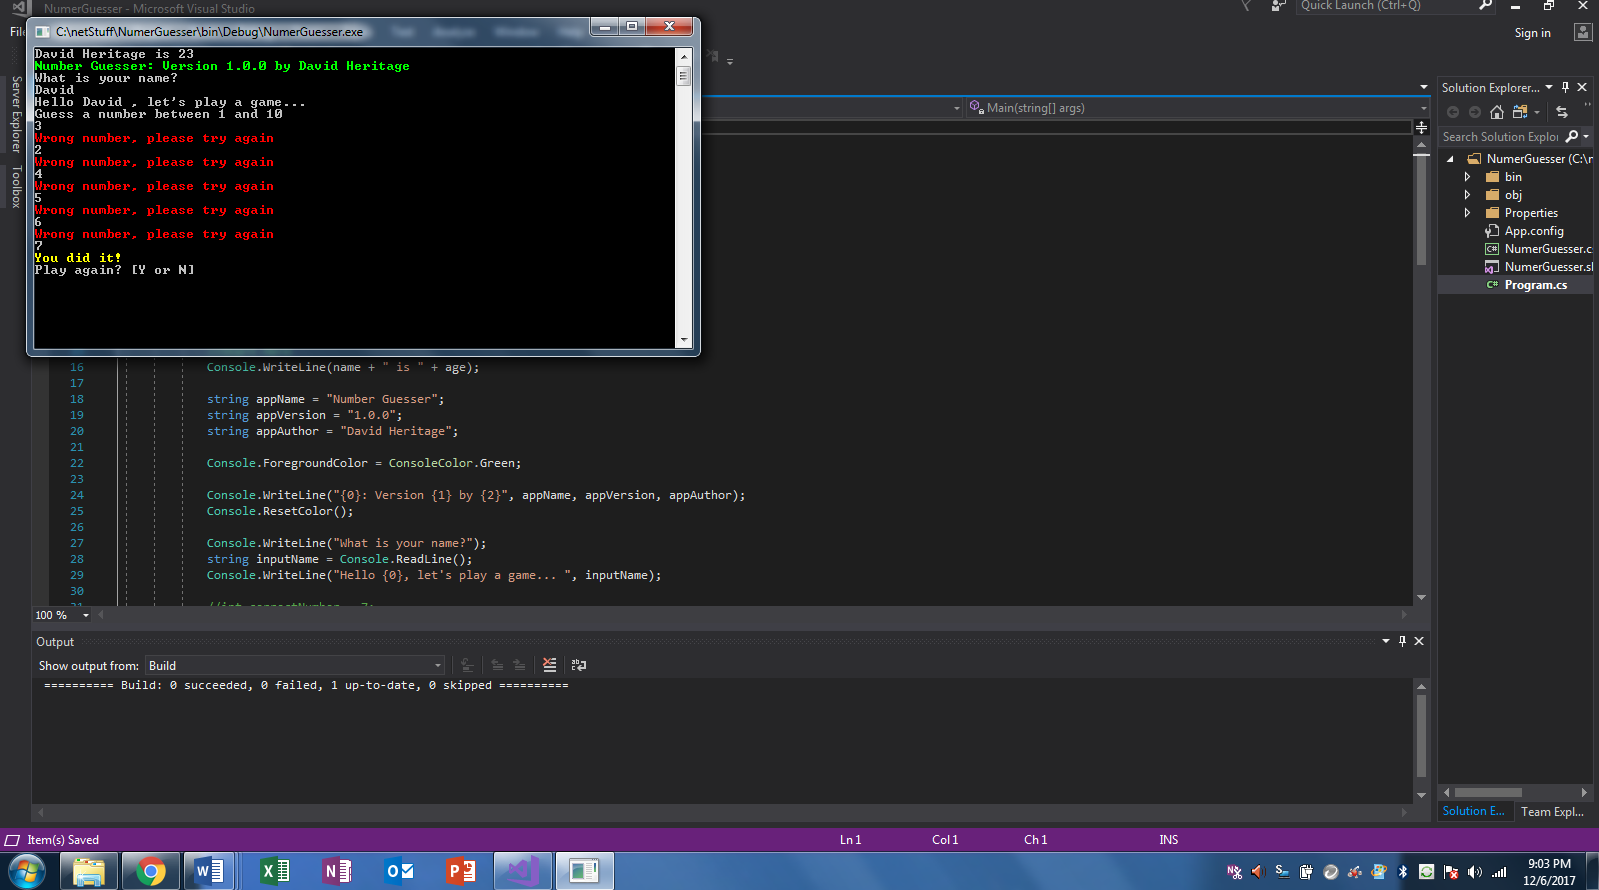 NumerGuesser - Microsoft Visual Studio
Quick Launch (Ctrl+Q)
Sign in
C:\netStuff\NumerGuesser\bin\Debug\NumerGuesser.exe
David Heritage is 23
Number Guesser: Version 1.0.0 by David Heritage
What is your name?
David
Hello David , let's play a game...
Guess a number between 1 and 10
3
Wrong number, please try again
2
Wrong number, please try again
4
Wrong number, please try again
5
Wrong number, please try again
6
Wrong number, please try again
7
You did it!
Play again? [Y or N]
Server Explorer
Toolbox
Main(string[] args)
16 Console.WriteLine(name + " is " + age);
17
18 string appName = "Number Guesser";
19 string appVersion = "1.0.0";
20 string appAuthor = "David Heritage";
21
22 Console.ForegroundColor = ConsoleColor.Green;
23
24 Console.WriteLine("{0}: Version {1} by {2}", appName, appVersion, appAuthor);
25 Console.ResetColor();
26
27 Console.WriteLine("What is your name?");
28 string inputName = Console.ReadLine();
29 Console.WriteLine("Hello {0}, let's play a game... ", inputName);
30
100 %
Output
Show output from: Build
========== Build: 0 succeeded, 0 failed, 1 up-to-date, 0 skipped ==========
Solution Explorer...
Search Solution Explo
NumerGuesser (C:\n
bin
obj
Properties
App.config
NumerGuesser.c
NumerGuesser.sl
Program.cs
Solution E...
Team Expl...
Item(s) Saved
Ln 1
Col 1
Ch 1
INS
9:03 PM
12/6/2017